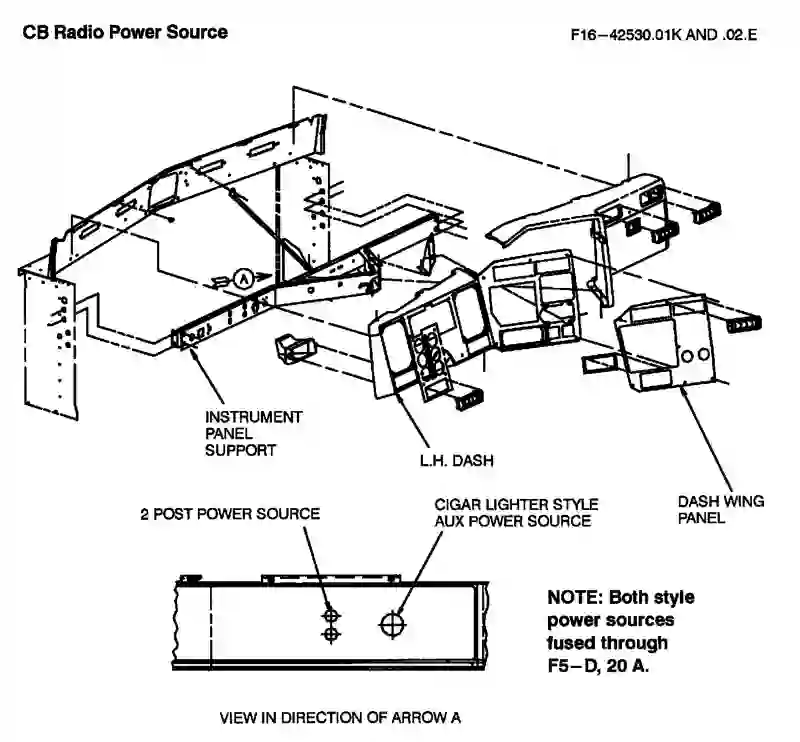 CB Radio Power Source
F16-42530.01K AND .02.E
A
INSTRUMENT
PANEL
SUPPORT
L.H. DASH
DASH WING
PANEL
2 POST POWER SOURCE
CIGAR LIGHTER STYLE
AUX POWER SOURCE
NOTE: Both style
power sources
fused through
F5-D, 20 A.
VIEW IN DIRECTION OF ARROW A